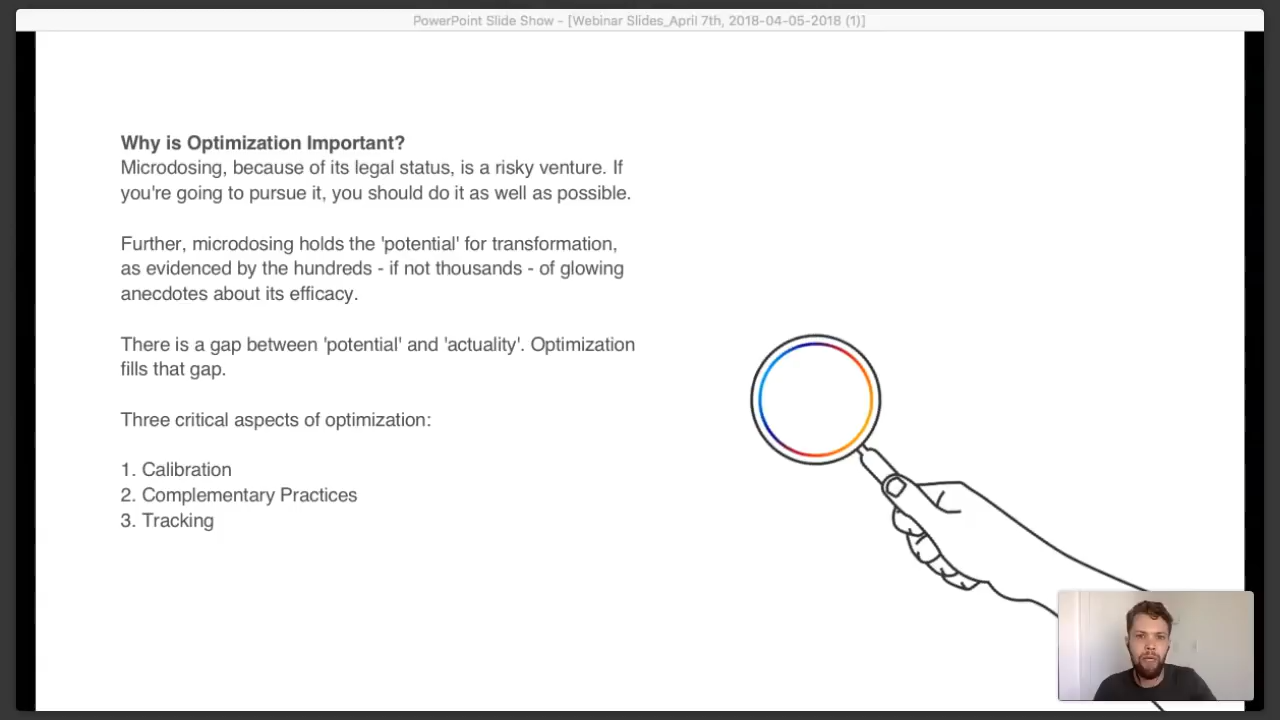 PowerPoint Slide Show - [Webinar Slides_April 7th, 2018-04-05-2018 (1)]
Why is Optimization Important?
Microdosing, because of its legal status, is a risky venture. If
you're going to pursue it, you should do it as well as possible.
Further, microdosing holds the 'potential' for transformation,
as evidenced by the hundreds - if not thousands - of glowing
anecdotes about its efficacy.
There is a gap between 'potential' and 'actuality'. Optimization
fills that gap.
Three critical aspects of optimization:
1. Calibration
2. Complementary Practices
3. Tracking